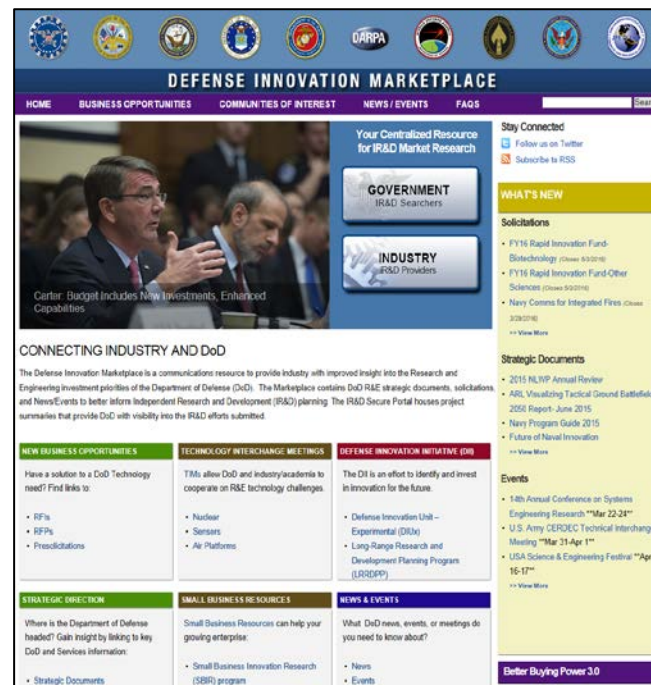 DARPA
DEFENSE INNOVATION MARKETPLACE
HOME BUSINESS OPPORTUNITIES COMMUNITIES OF INTEREST NEWS / EVENTS FAQS
Your Centralized Resource
for IR&D Market Research
GOVERNMENT
IR&D Searchers
INDUSTRY
IR&D Providers
Carter: Budget Includes New Investments, Enhanced
Capabilities
CONNECTING INDUSTRY AND DoD
The Defense Innovation Marketplace is a communications resource to provide industry with improved insight into the Research and
Engineering investment priorities of the Department of Defense (DoD). The Marketplace contains DoD R&E strategic documents, solicitations,
and News/Events to better inform Independent Research and Development (IR&D) planning. The IR&D Secure Portal houses project
summaries that provide DoD with visibility into the IR&D efforts submitted.
NEW BUSINESS OPPORTUNITIES
Have a solution to a DoD Technology
need? Find links to:
• RFIs
• RFPs
• Presolicitations
TECHNOLOGY INTERCHANGE MEETINGS
TIMs allow DoD and industry/academia to
cooperate on R&E technology challenges.
• Nuclear
• Sensors
• Air Platforms
DEFENSE INNOVATION INITIATIVE (DII)
The DII is an effort to identify and invest
in innovation for the future.
• Defense Innovation Unit –
Experimental (DIUx)
• Long-Range Research and
Development Planning Program
(LRRDPP)
STRATEGIC DIRECTION
Where is the Department of Defense
headed? Gain insight by linking to key
DoD and Services information:
• Strategic Documents
SMALL BUSINESS RESOURCES
Small Business Resources can help your
growing enterprise:
• Small Business Innovation Research
(SBIR) program
NEWS & EVENTS
What DoD news, events, or meetings do
you need to know about?
• News
• Events
Stay Connected
Follow us on Twitter
Subscribe to RSS
WHAT'S NEW
Solicitations
• FY16 Rapid Innovation Fund-
Biotechnology
• FY16 Rapid Innovation Fund-Other
Sciences
• Navy Comms for Integrated Fires (Closes
>> View More
Strategic Documents
• Annual Review
• ARL Visualizing Tactical Ground Battlefield
2050 Report- June 2015
• Navy Program Guide 2015
• Future of Naval Innovation
>> View More
Events
• 14th Annual Conference on Systems
Engineering Research **Mar 22-24**
• U.S. Army CERDEC Technical Interchange
Meeting **Mar 31-Apr 1**
• USA Science & Engineering Festival **Apr
16-17**
>> View More
Better Buying Power 3.0